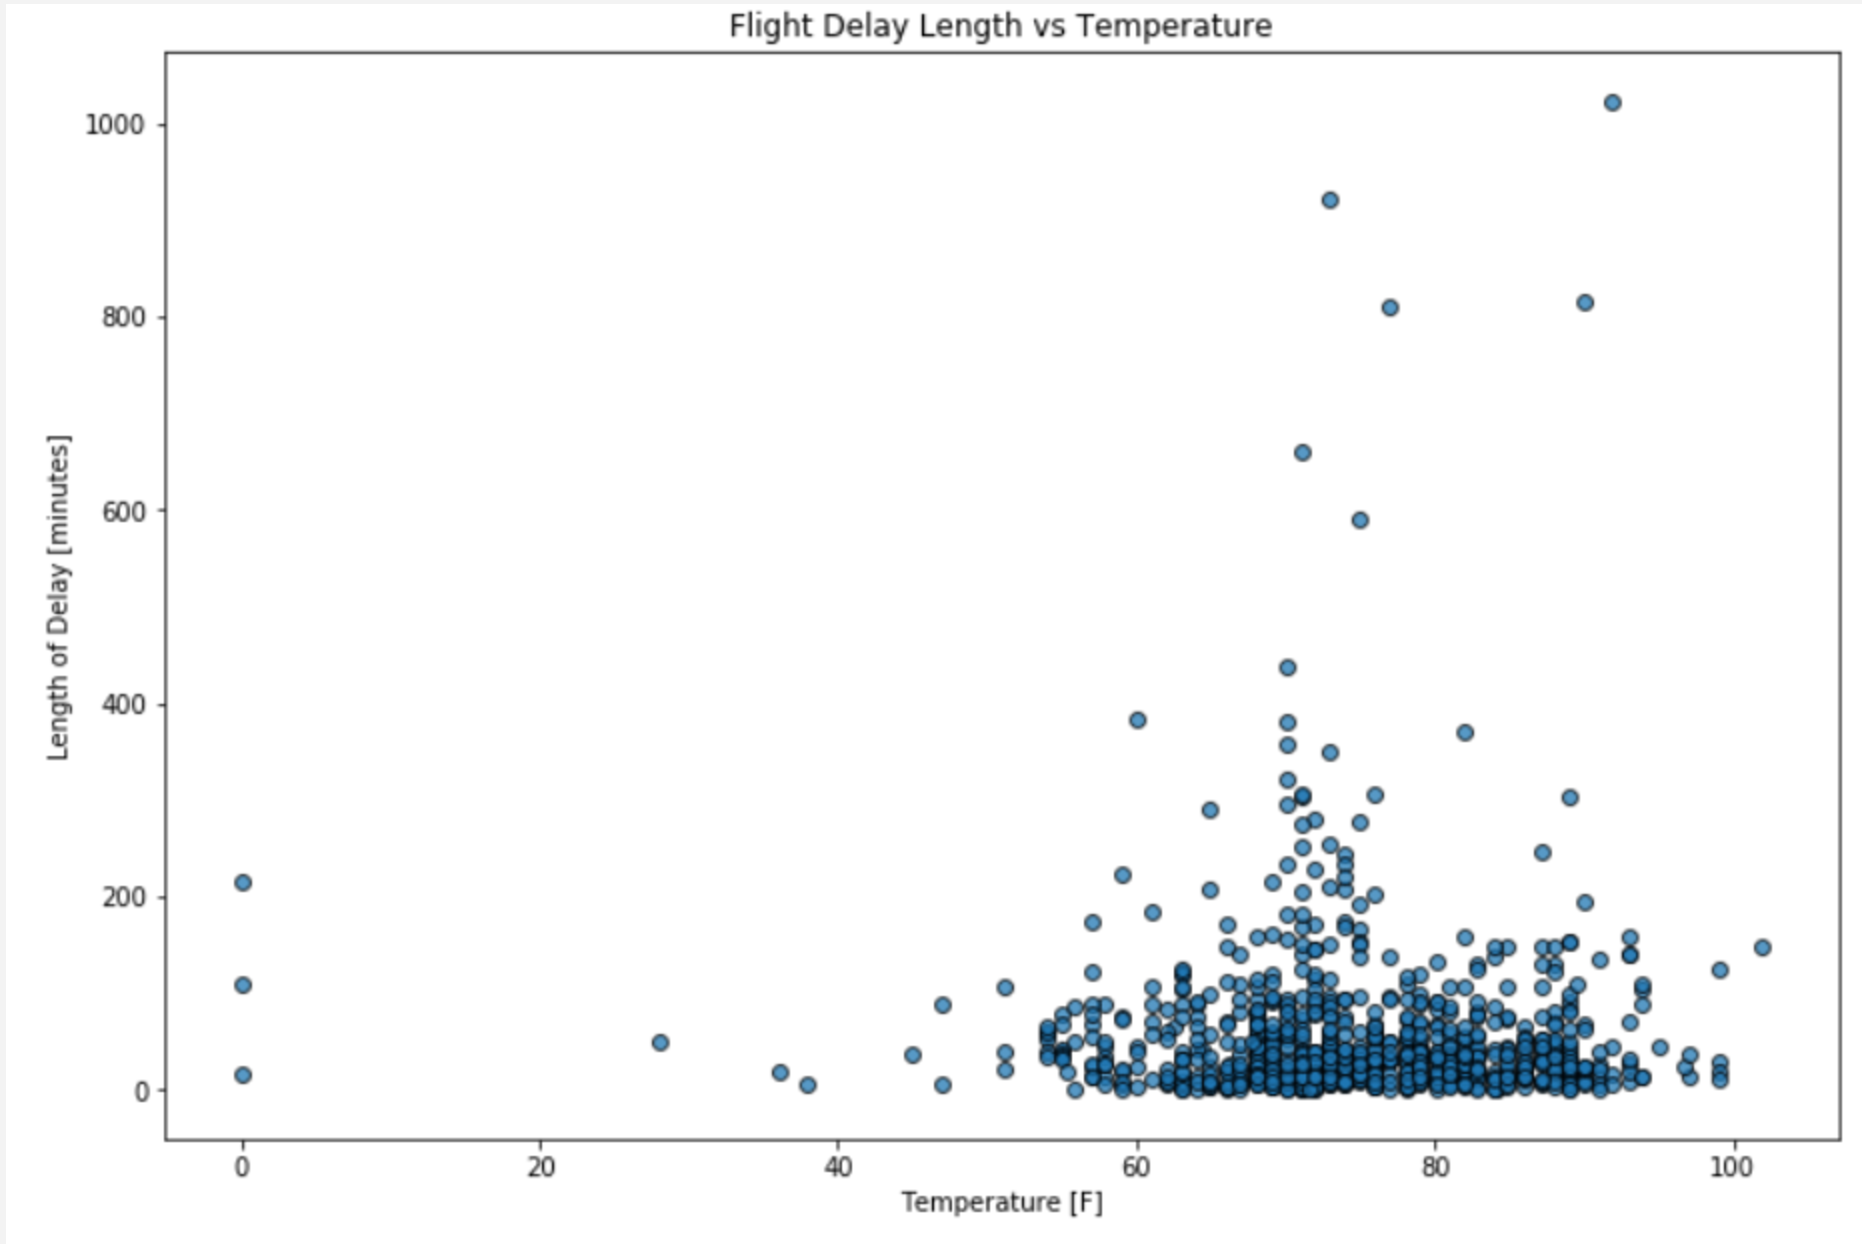 Flight Delay Length vs Temperature
1000
800
600
400
200
0
Length of Delay [minutes]
0 20 40 60 80 100
Temperature [F]